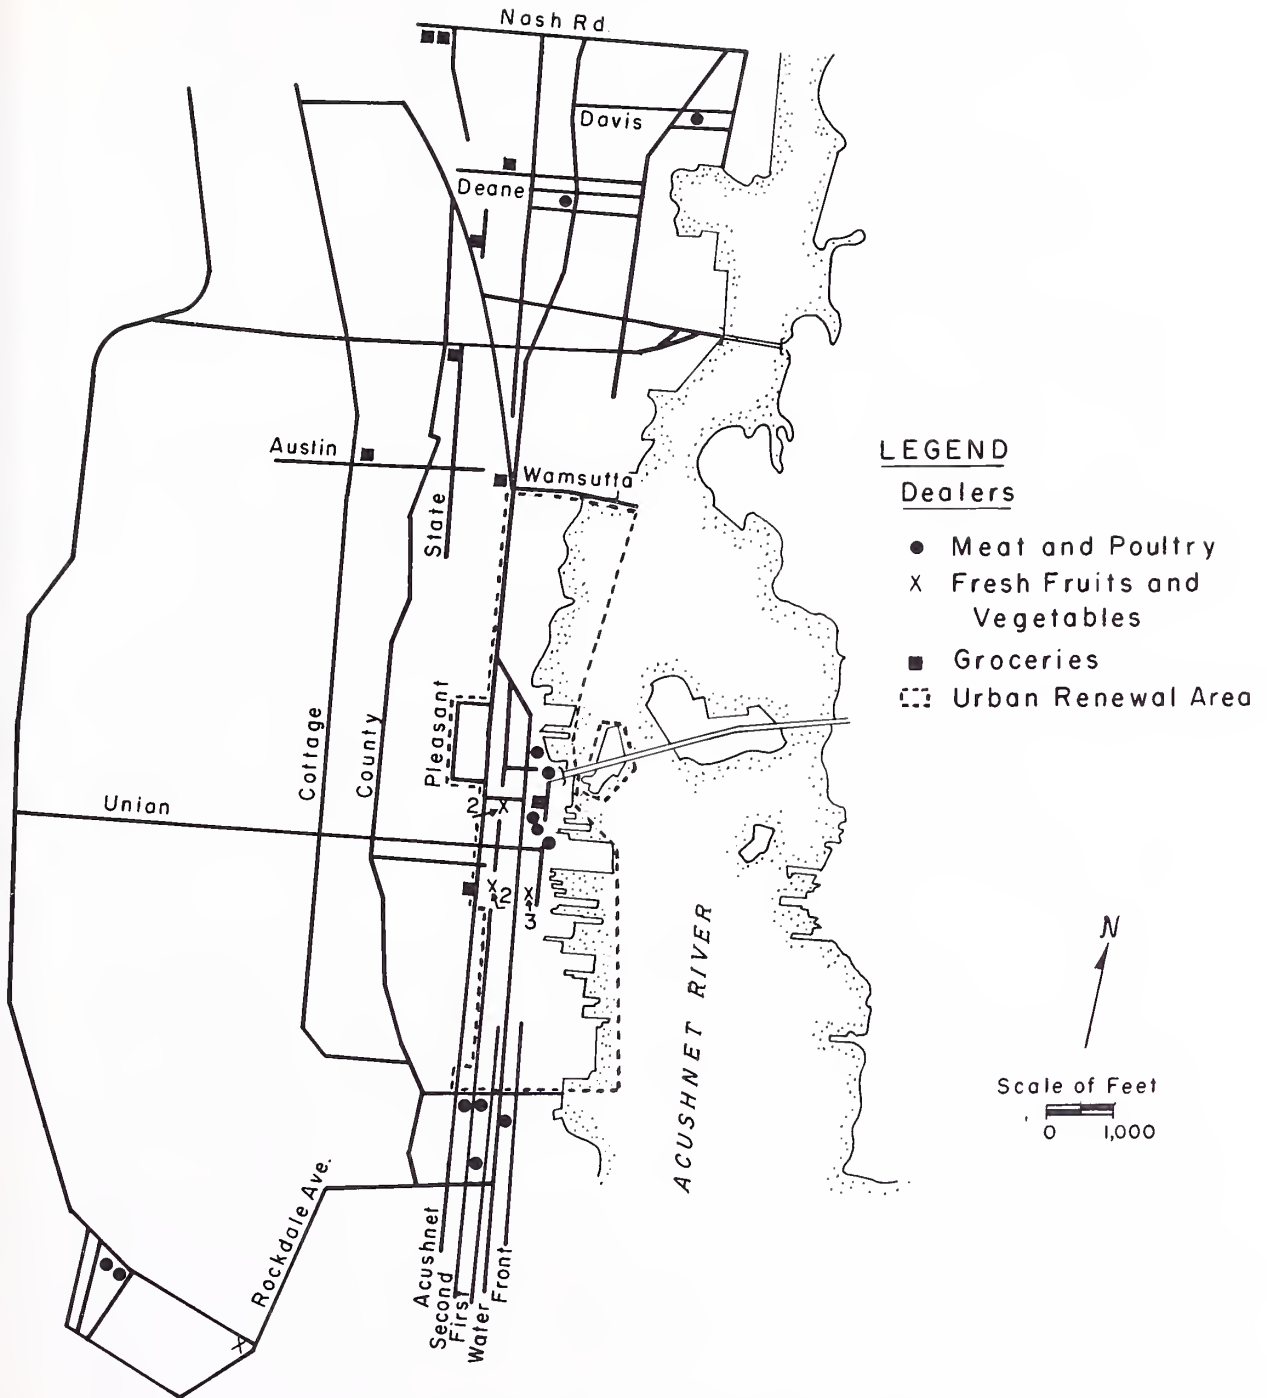 Nash Rd.
Davis
Deane
Austin
Wamsutta
State
LEGEND
Dealers
Meat and Poultry
X Fresh Fruits and
Vegetables
Groceries
Urban Renewal Area
Pleasant
Cottage
County
Union
2
2
3
ACUSHNET RIVER
N
Scale of Feet
0 1,000
Rockdale Ave.
Acushnet
Second
First
Water
Front